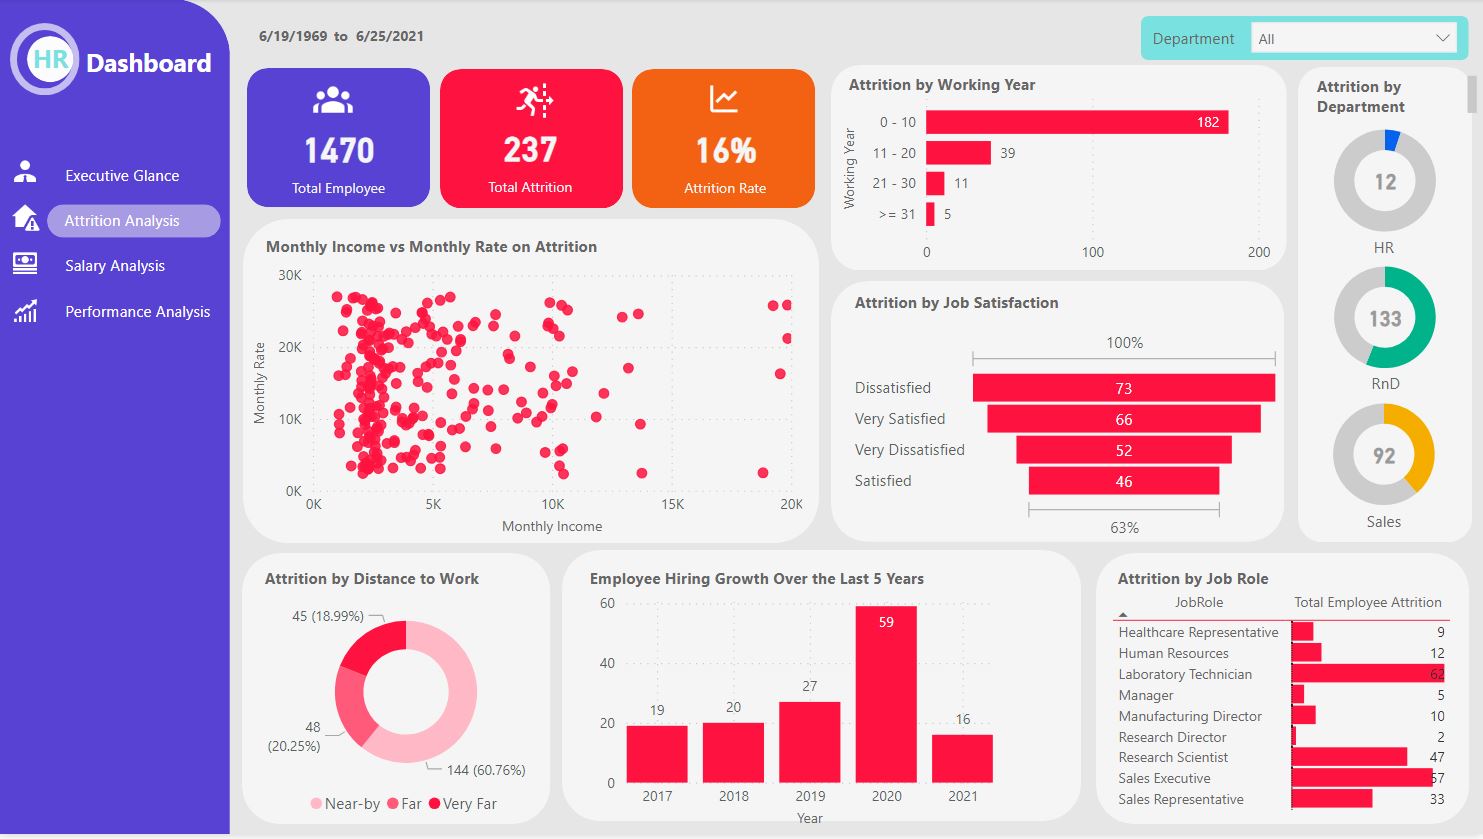 HR Dashboard
Executive Glance
Attrition Analysis
Salary Analysis
Performance Analysis
6/19/1969 to 6/25/2021
Department
All
1470
Total Employee
237
Total Attrition
16%
Attrition Rate
Attrition by Working Year
Working Year
0 - 10
182
11 - 20
39
21 - 30
11
>= 31
5
0
100
200
Attrition by
Department
12
HR
133
RnD
92
Sales
Monthly Income vs Monthly Rate on Attrition
Monthly Rate
30K
20K
10K
0K
0K
5K
10K
15K
20K
Monthly Income
Attrition by Job Satisfaction
100%
Dissatisfied
73
Very Satisfied
66
Very Dissatisfied
52
Satisfied
46
63%
Attrition by Distance to Work
45 (18.99%)
48
(20.25%)
144 (60.76%)
Near-by
Far
Very Far
Employee Hiring Growth Over the Last 5 Years
60
40
20
0
19
20
27
59
16
2017
2018
2019
2020
2021
Year
Attrition by Job Role
JobRole Total Employee Attrition
Healthcare Representative 9
Human Resources 12
Laboratory Technician 62
Manager 5
Manufacturing Director 10
Research Director 2
Research Scientist 47
Sales Executive 57
Sales Representative 33